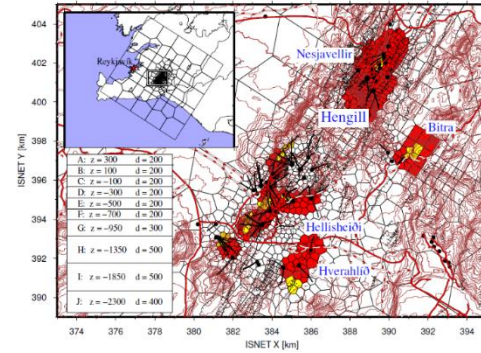 404
402
400
398
396
394
392
390
ISNET Y [km]
Reykjavík
Nesjavellir
Hengill
Bitra
Hellisheiði
Hverahlíð
A: z = 300 d = 200
B: z = 100 d = 200
C: z = −100 d = 200
D: z = −300 d = 200
E: z = −500 d = 200
F: z = −700 d = 200
G: z = −950 d = 300
H: z = −1350 d = 500
I: z = −1850 d = 500
J: z = −2300 d = 400
374 376 378 380 382 384 386 388 390 392 394
ISNET X [km]